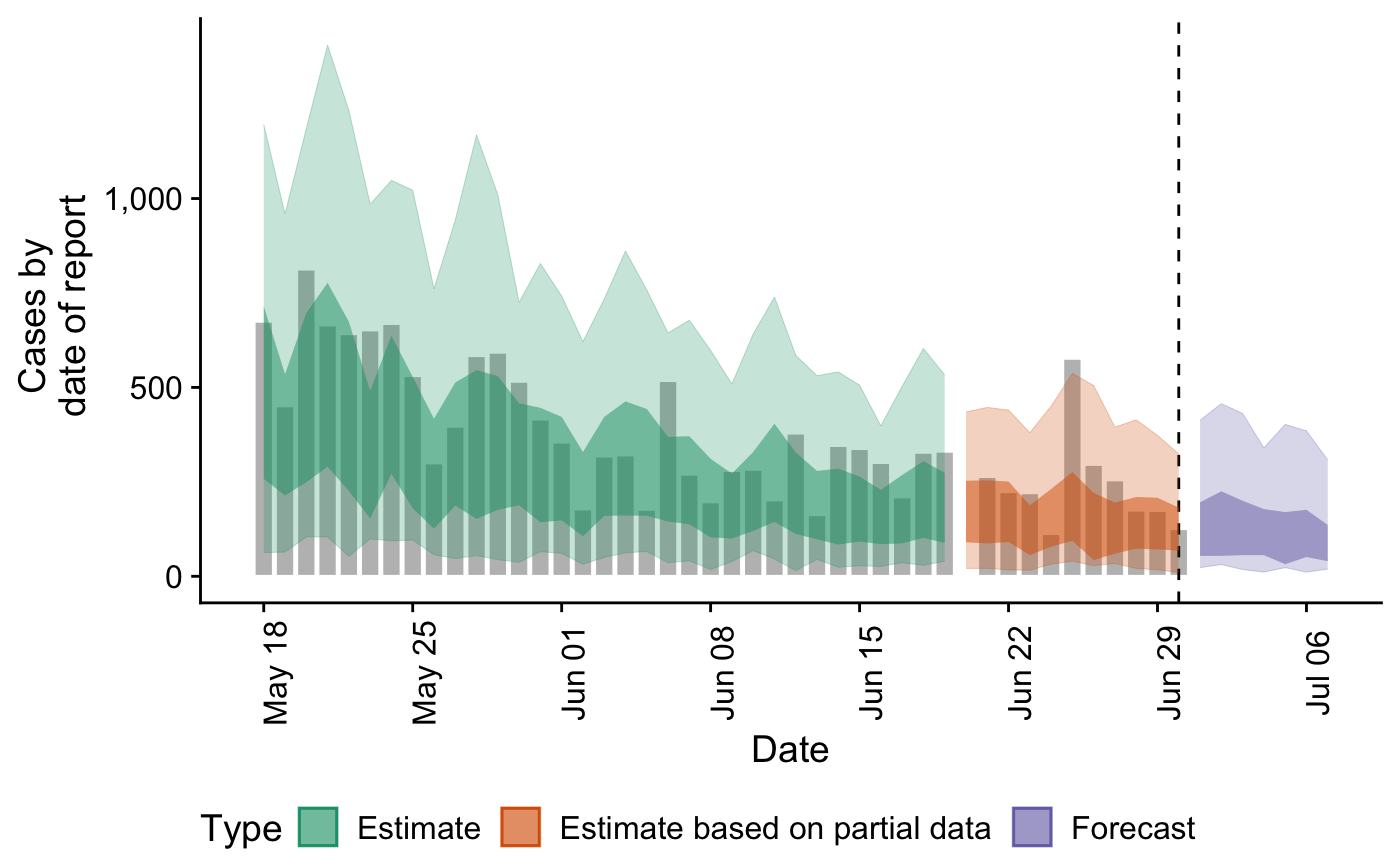 Cases by
date of report
1,000
500
0
May 18
May 25
Jun 01
Jun 08
Jun 15
Jun 22
Jun 29
Jul 06
Date
Type Estimate Estimate based on partial data Forecast